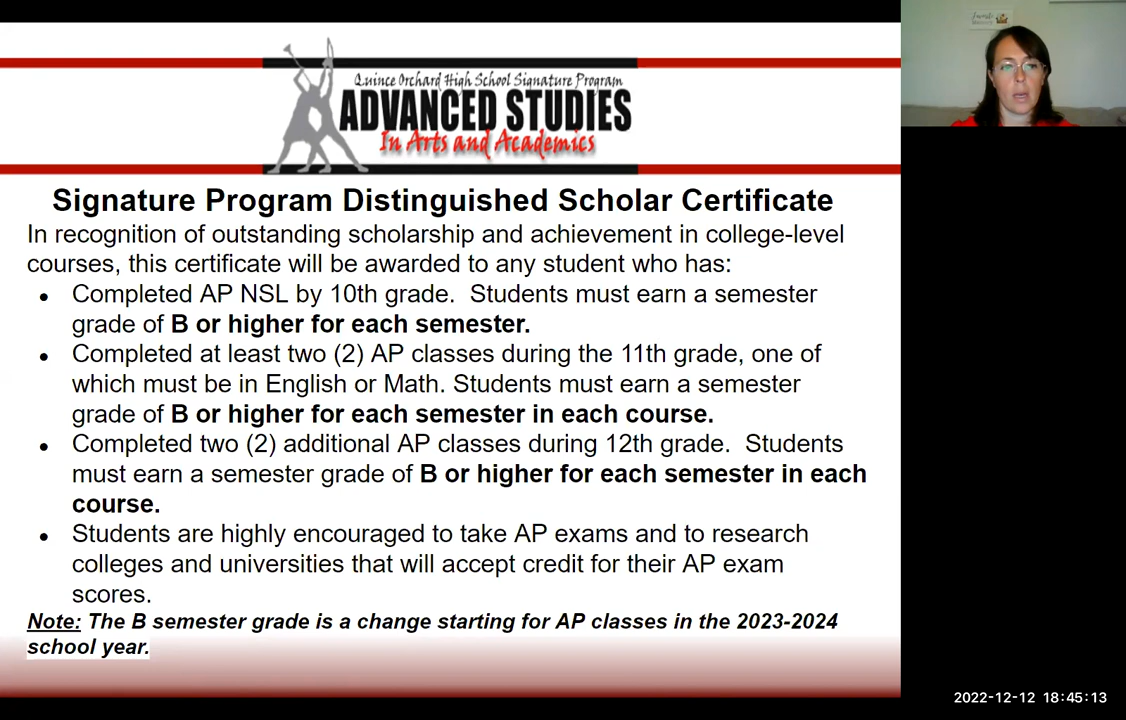 Quince Orchard High School Signature Program
ADVANCED STUDIES
In Arts and Academics
Signature Program Distinguished Scholar Certificate
In recognition of outstanding scholarship and achievement in college-level
courses, this certificate will be awarded to any student who has:
● Completed AP NSL by 10th grade.  Students must earn a semester
grade of B or higher for each semester.
● Completed at least two (2) AP classes during the 11th grade, one of
which must be in English or Math. Students must earn a semester
grade of B or higher for each semester in each course.
● Completed two (2) additional AP classes during 12th grade.  Students
must earn a semester grade of B or higher for each semester in each
course.
● Students are highly encouraged to take AP exams and to research
colleges and universities that will accept credit for their AP exam
scores.
Note: The B semester grade is a change starting for AP classes in the 2023-2024
school year.
2022-12-12 18:45:13